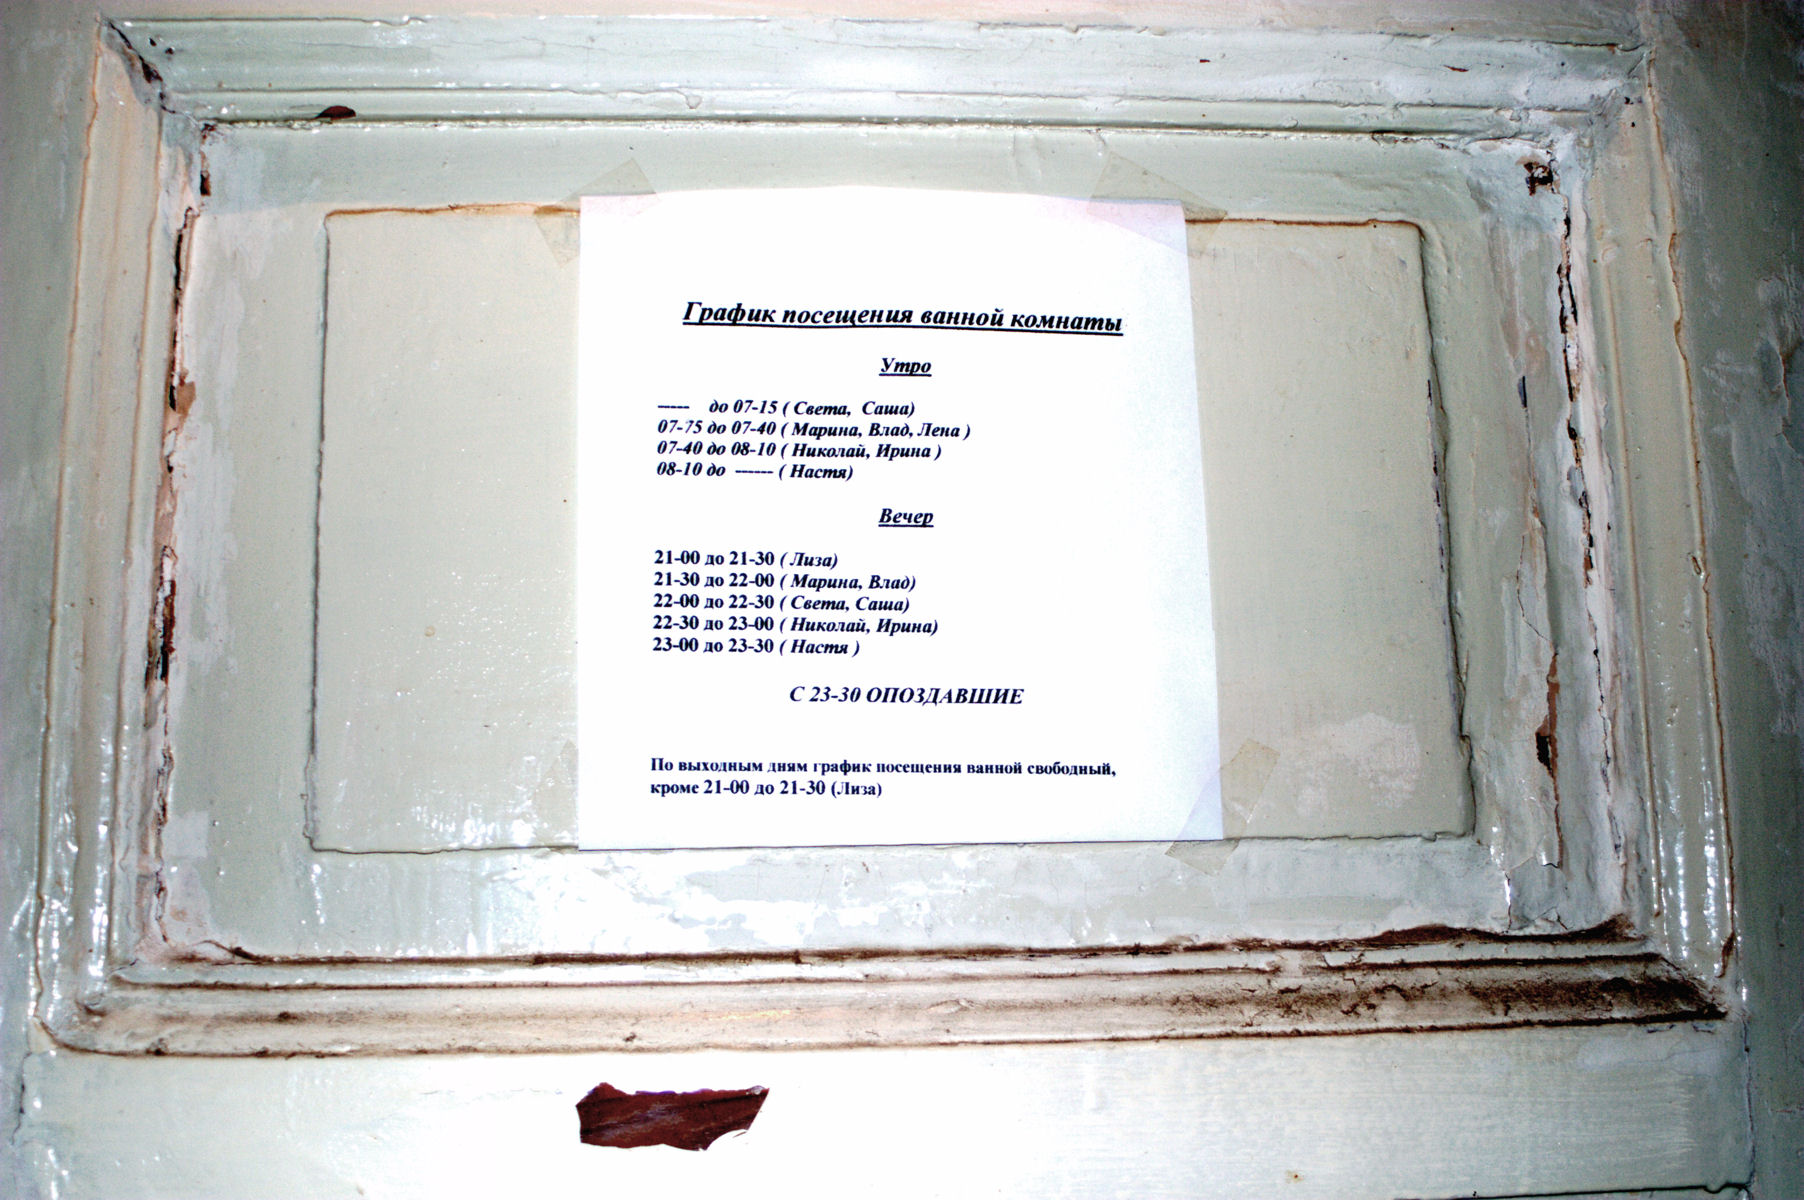 График посещения ванной комнаты
Утро
----- до 07-15 ( Света, Саша)
07-75 до 07-40 ( Марина, Влад, Лена )
07-40 до 08-10 ( Николай, Ирина )
08-10 до ------ ( Настя)
Вечер
21-00 до 21-30 ( Лиза)
21-30 до 22-00 ( Марина, Влад)
22-00 до 22-30 ( Света, Саша)
22-30 до 23-00 ( Николай, Ирина)
23-00 до 23-30 ( Настя )
С 23-30 ОПОЗДАВШИЕ
По выходным дням график посещения ванной свободный,
кроме 21-00 до 21-30 (Лиза)